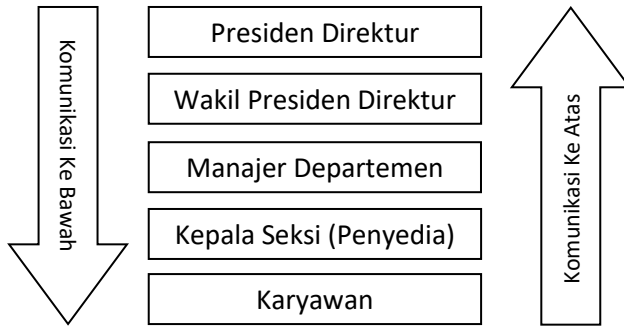 Komunikasi Ke Bawah
Presiden Direktur
Wakil Presiden Direktur
Manajer Departemen
Kepala Seksi (Penyedia)
Karyawan
Komunikasi Ke Atas